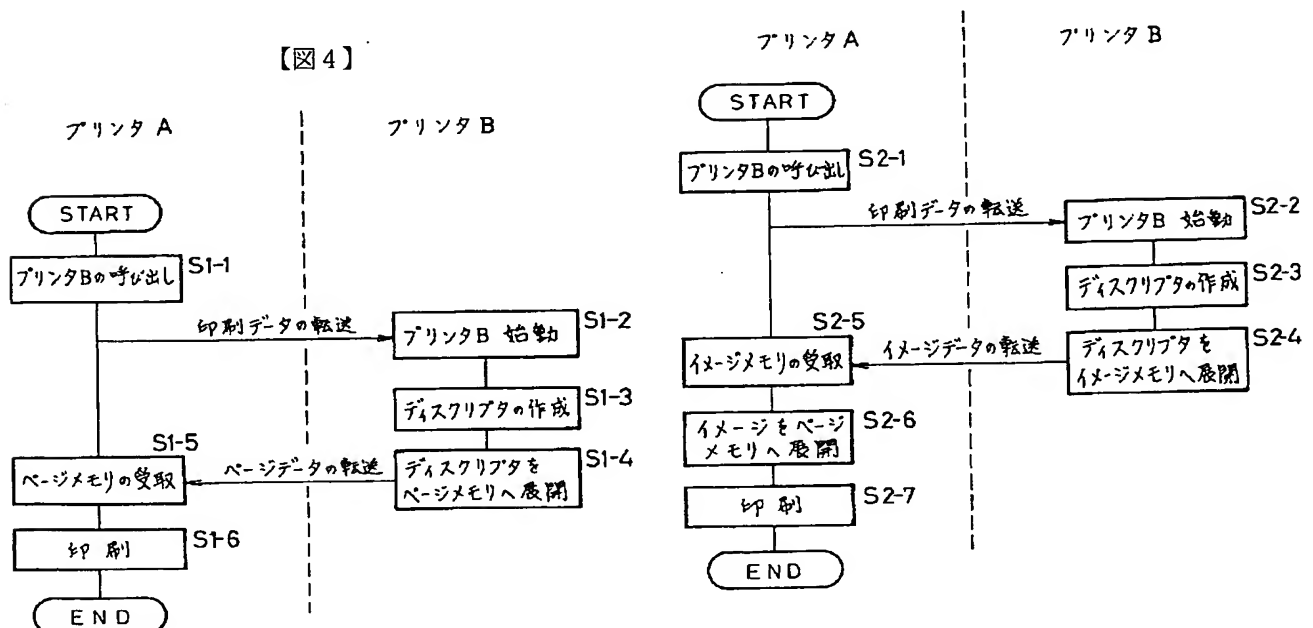 【図4】
プリンタA
プリンタB
START
プリンタBの呼び出し
S1-1
印刷データの転送
プリンタB 始動
S1-2
ディスクリプタの作成
S1-3
ディスクリプタを
ページメモリへ展開
S1-4
ページデータの転送
S1-5
ページメモリの受取
印刷
S1-6
END
プリンタA
プリンタB
START
プリンタBの呼び出し
S2-1
印刷データの転送
プリンタB 始動
S2-2
ディスクリプタの作成
S2-3
ディスクリプタを
イメージメモリへ展開
S2-4
イメージデータの転送
S2-5
イメージメモリの受取
イメージをページ
メモリへ展開
S2-6
印刷
S2-7
END